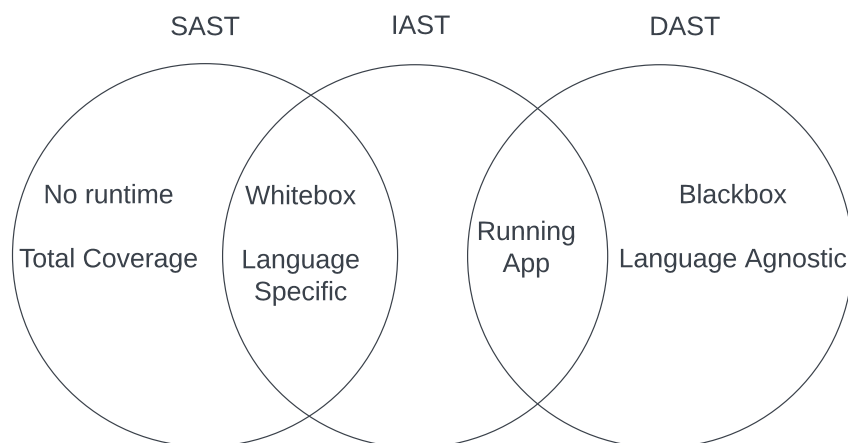 SAST
IAST
DAST
No runtime
Total Coverage
Whitebox
Language
Specific
Running
App
Blackbox
Language Agnostic